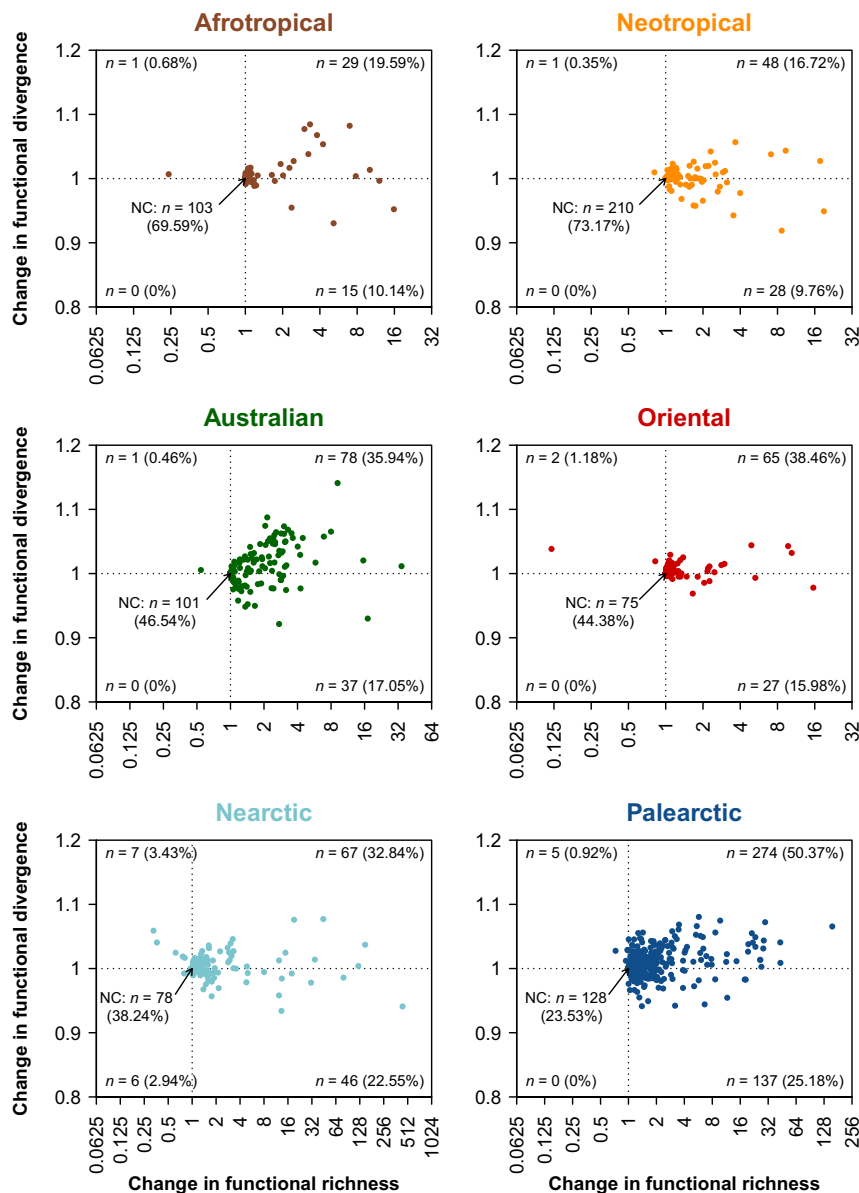 Afrotropical
Change in functional divergence
1.2
1.1
1
0.9
0.8
n = 1 (0.68%)
n = 29 (19.59%)
NC: n = 103
(69.59%)
n = 0 (0%)
n = 15 (10.14%)
0.0625
0.125
0.25
0.5
1
2
4
8
16
32
Neotropical
1.2
1.1
1
0.9
0.8
n = 1 (0.35%)
n = 48 (16.72%)
NC: n = 210
(73.17%)
n = 0 (0%)
n = 28 (9.76%)
0.0625
0.125
0.25
0.5
1
2
4
8
16
32
Australian
Change in functional divergence
1.2
1.1
1
0.9
0.8
n = 1 (0.46%)
n = 78 (35.94%)
NC: n = 101
(46.54%)
n = 0 (0%)
n = 37 (17.05%)
0.0625
0.125
0.25
0.5
1
2
4
8
16
32
64
Oriental
1.2
1.1
1
0.9
0.8
n = 2 (1.18%)
n = 65 (38.46%)
NC: n = 75
(44.38%)
n = 0 (0%)
n = 27 (15.98%)
0.0625
0.125
0.25
0.5
1
2
4
8
16
32
Nearctic
Change in functional divergence
1.2
1.1
1
0.9
0.8
n = 7 (3.43%)
n = 67 (32.84%)
NC: n = 78
(38.24%)
n = 6 (2.94%)
n = 46 (22.55%)
0.0625
0.125
0.25
0.5
1
2
4
8
16
32
64
128
256
512
1024
Change in functional richness
Palearctic
1.2
1.1
1
0.9
0.8
n = 5 (0.92%)
n = 274 (50.37%)
NC: n = 128
(23.53%)
n = 0 (0%)
n = 137 (25.18%)
0.0625
0.125
0.25
0.5
1
2
4
8
16
32
64
128
256
Change in functional richness